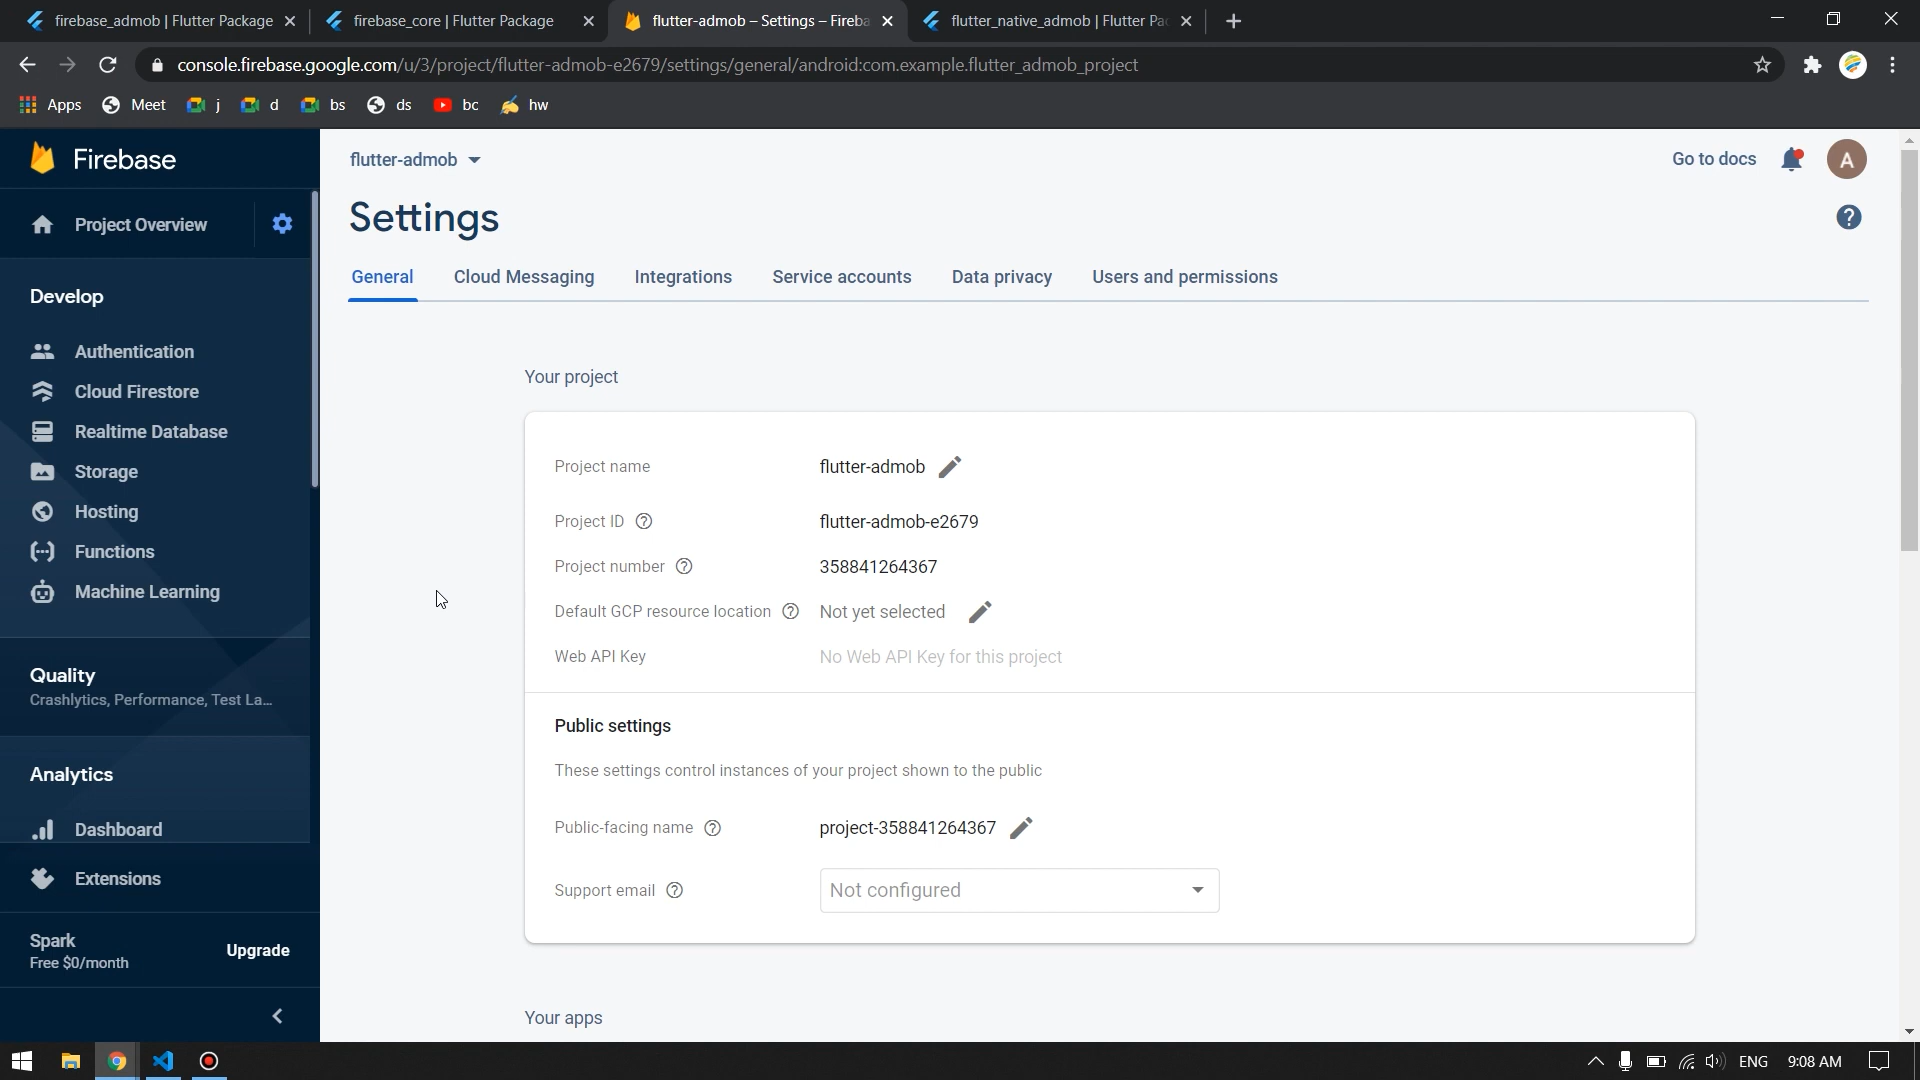 firebase_admob | Flutter Package
firebase_core | Flutter Package
flutter-admob – Settings – Fireba
flutter_native_admob | Flutter Pac
console.firebase.google.com/u/3/project/flutter-admob-e2679/settings/general/android:com.example.flutter_admob_project
Apps
Meet
j
d
bs
ds
bc
hw
Firebase
flutter-admob
Go to docs
A
Project Overview
Settings
General
Cloud Messaging
Integrations
Service accounts
Data privacy
Users and permissions
Develop
Authentication
Cloud Firestore
Realtime Database
Storage
Hosting
Functions
Machine Learning
Quality
Crashlytics, Performance, Test La...
Analytics
Dashboard
Extensions
Spark
Free $0/month
Upgrade
Your project
Project name
flutter-admob
Project ID
flutter-admob-e2679
Project number
358841264367
Default GCP resource location
Not yet selected
Web API Key
No Web API Key for this project
Public settings
These settings control instances of your project shown to the public
Public-facing name
project-358841264367
Support email
Not configured
Your apps
ENG
9:08 AM